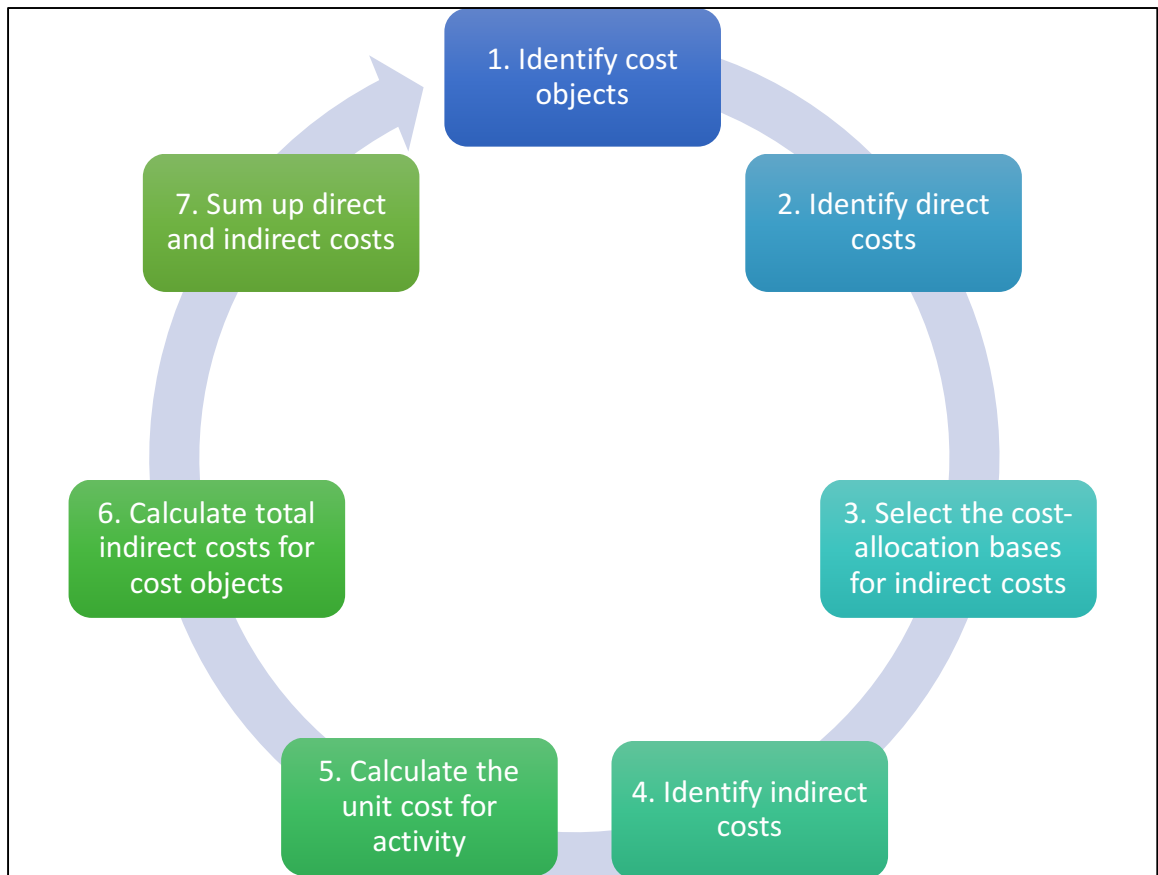 1. Identify cost
objects
2. Identify direct
costs
3. Select the cost-
allocation bases
for indirect costs
4. Identify indirect
costs
5. Calculate the
unit cost for
activity
6. Calculate total
indirect costs for
cost objects
7. Sum up direct
and indirect costs